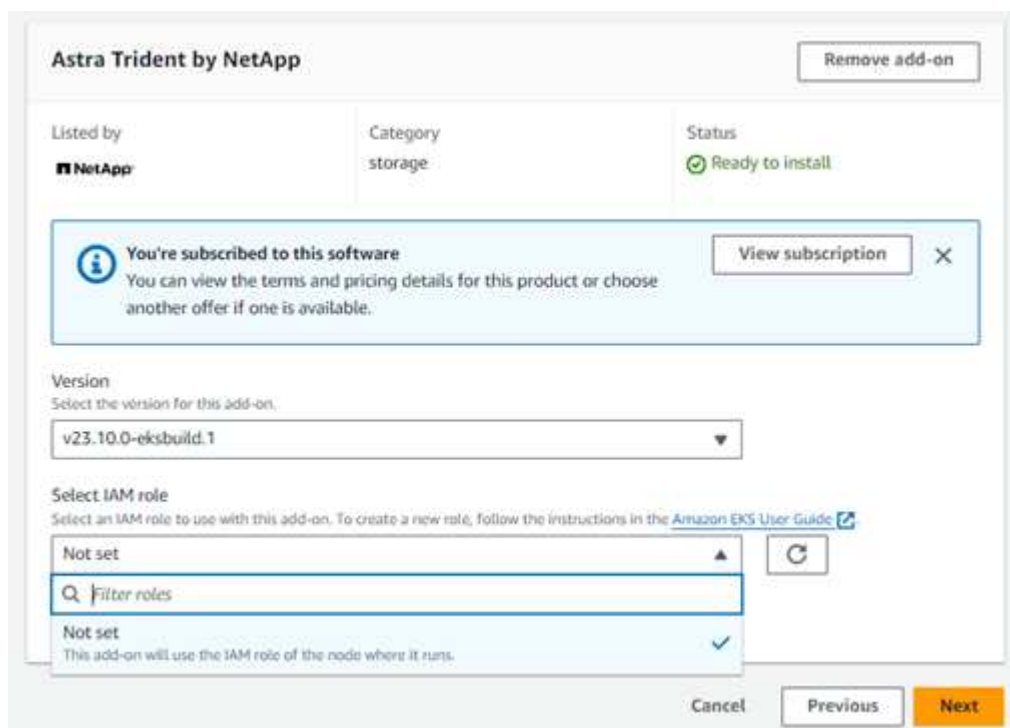 Astra Trident by NetApp
Remove add-on
Listed by
Category
Status
NetApp
storage
Ready to install
You're subscribed to this software
View subscription
You can view the terms and pricing details for this product or choose
another offer if one is available.
Version
Select the version for this add-on.
v23.10.0-eksbuild.1
Select IAM role
Select an IAM role to use with this add-on. To create a new role, follow the instructions in the Amazon EKS User Guide.
Not set
Filter roles
Not set
This add-on will use the IAM role of the node where it runs.
Cancel
Previous
Next